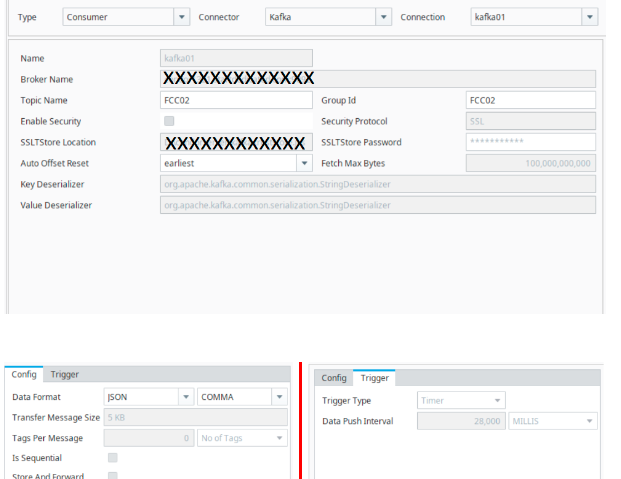 Type Consumer Connector Kafka Connection kafka01
Name kafka01
Broker Name XXXXXXXXXXXXX
Topic Name FCC02 Group Id FCC02
Enable Security Security Protocol SSL
SSLTStore Location XXXXXXXXXXXX SSLTStore Password ***********
Auto Offset Reset earliest Fetch Max Bytes 100,000,000,000
Key Deserializer org.apache.kafka.common.serialization.StringDeserializer
Value Deserializer org.apache.kafka.common.serialization.StringDeserializer
Config Trigger
Data Format JSON COMMA
Transfer Message Size 5 KB
Tags Per Message 0 No of Tags
Is Sequential
Store And Forward
Config Trigger
Trigger Type Timer
Data Push Interval 28,000 MILLIS